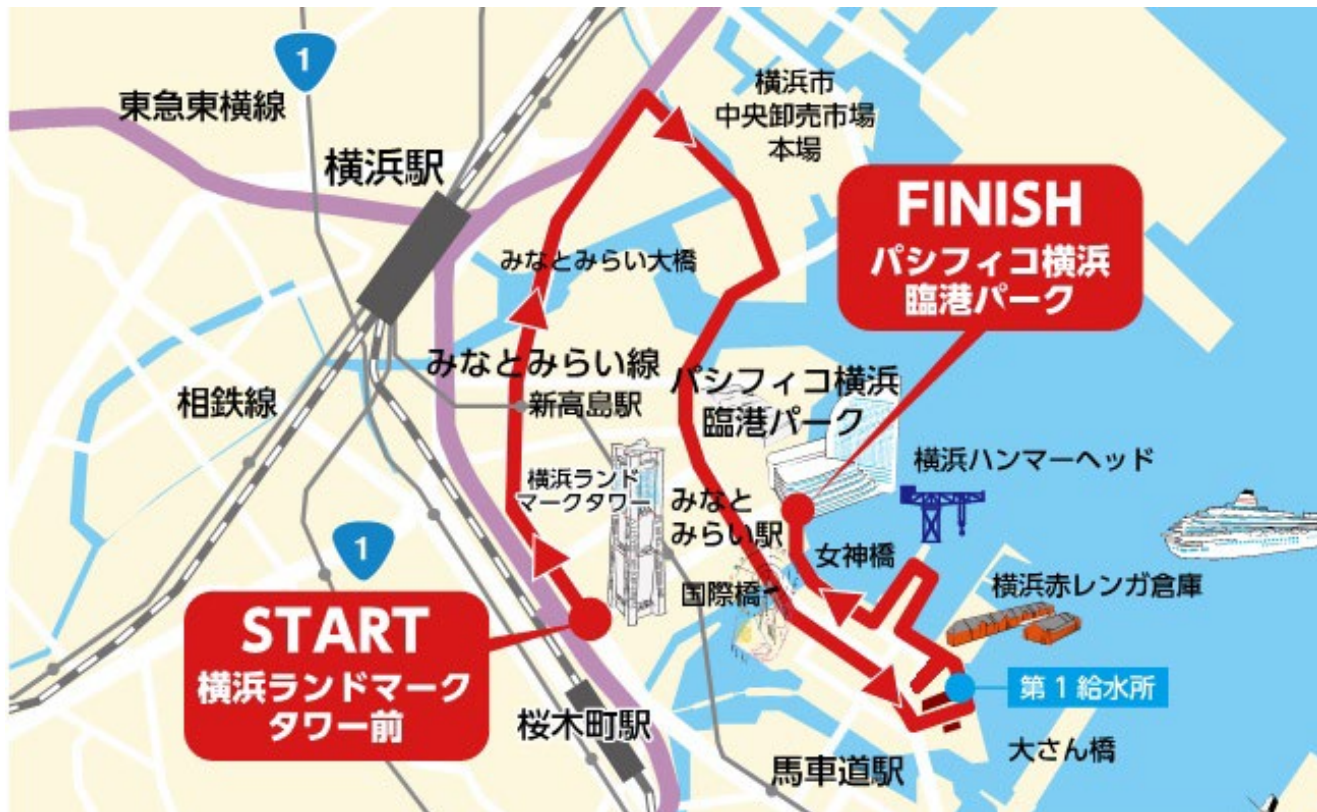 1
東急東横線
横浜駅
横浜市
中央卸売市場
本場
FINISH
パシフィコ横浜
臨港パーク
みなとみらい大橋
みなとみらい線
新高島駅
相鉄線
パシフィコ横浜
臨港パーク
横浜ランド
マークタワー
横浜ハンマーヘッド
みなと
みらい駅
女神橋
国際橋
横浜赤レンガ倉庫
1
START
横浜ランドマーク
タワー前
第1給水所
桜木町駅
大さん橋
馬車道駅